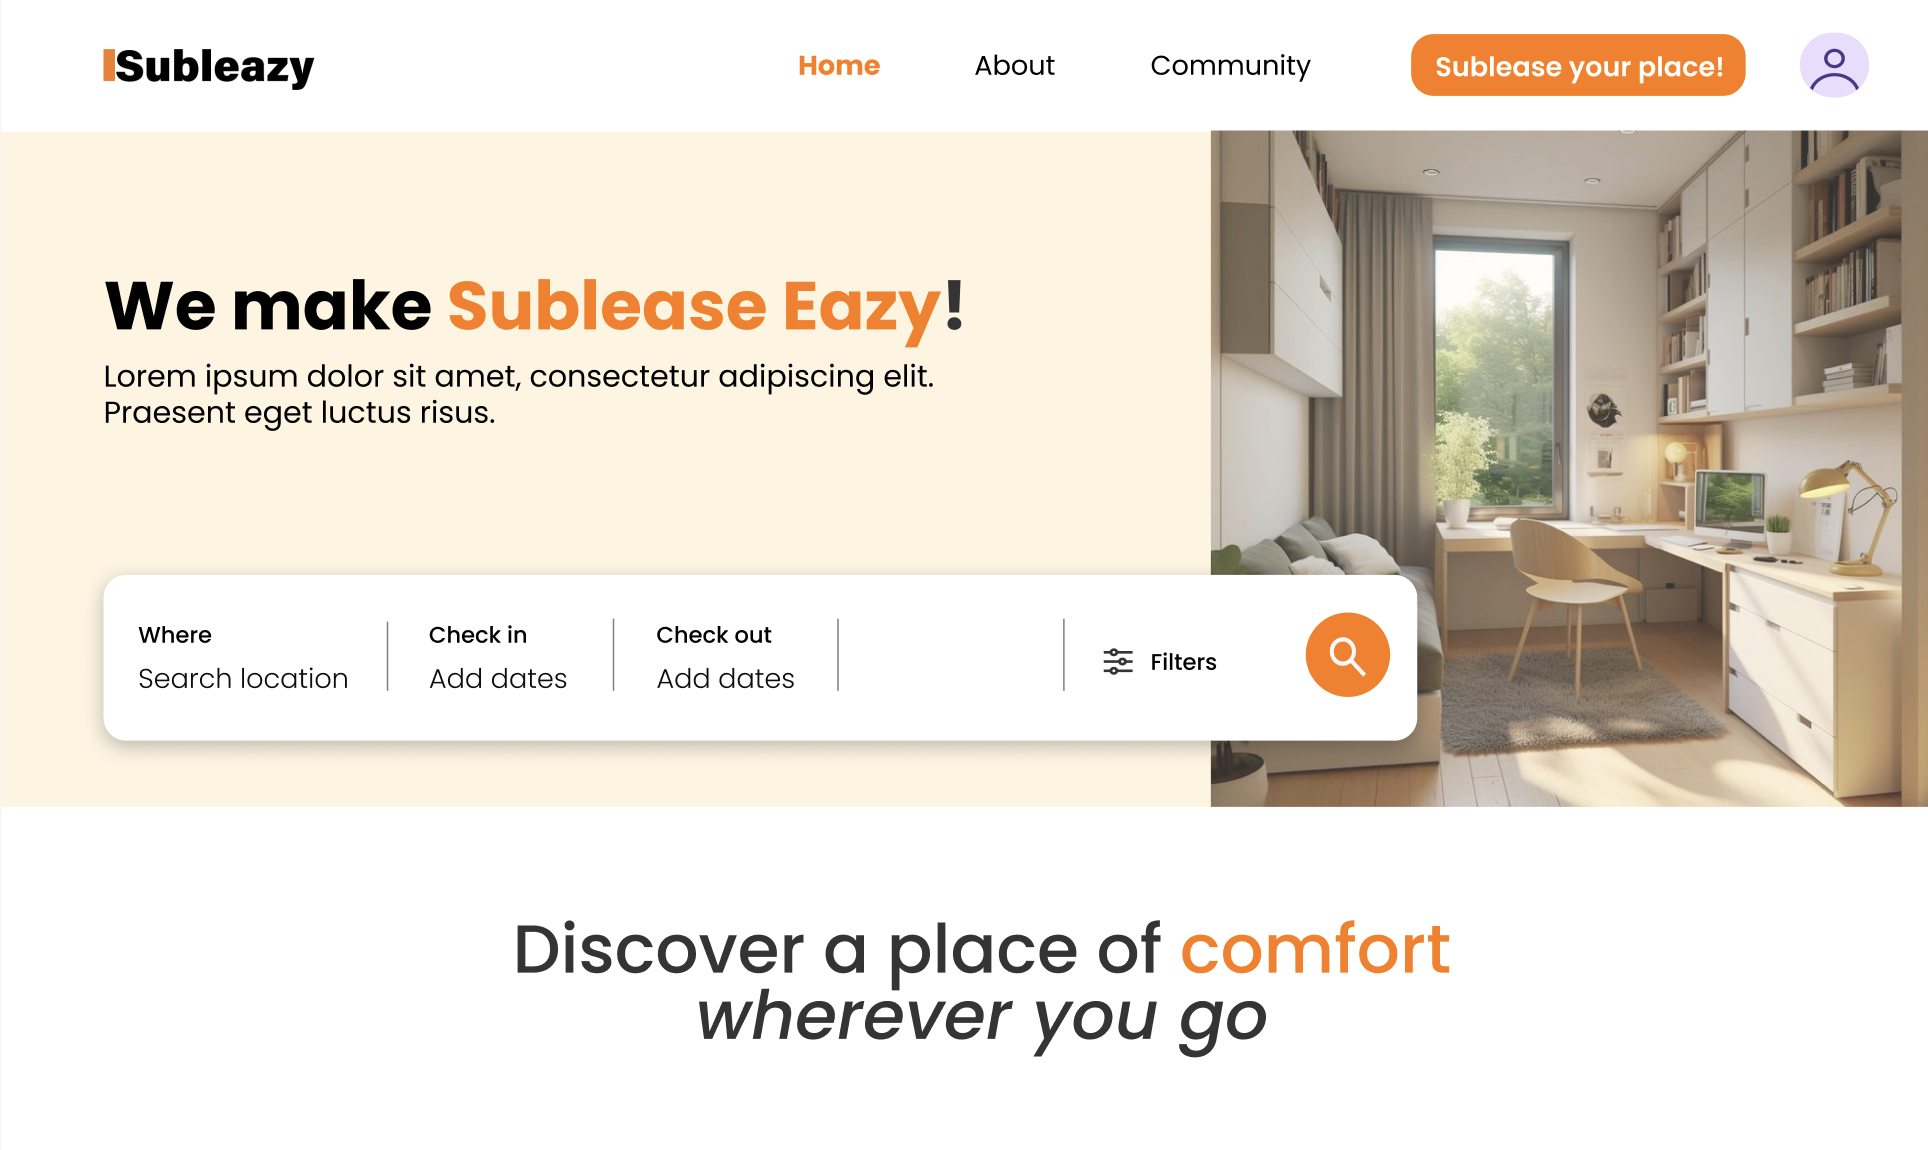 Subleazy
Home
About
Community
Sublease your place!
We make Sublease Eazy!
Lorem ipsum dolor sit amet, consectetur adipiscing elit.
Praesent eget luctus risus.
Where
Search location
Check in
Add dates
Check out
Add dates
Filters
Discover a place of comfort
wherever you go